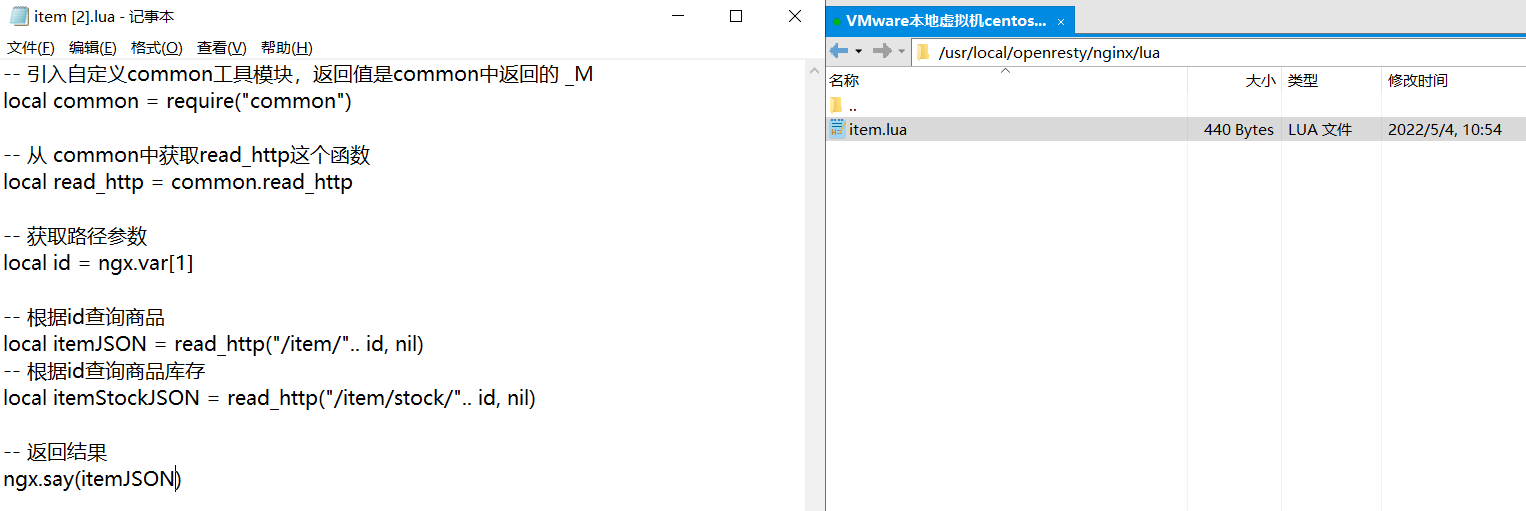 item [2].lua - 记事本
文件(F) 编辑(E) 格式(O) 查看(V) 帮助(H)
-- 引入自定义common工具模块，返回值是common中返回的 _M
local common = require("common")
-- 从 common中获取read_http这个函数
local read_http = common.read_http
-- 获取路径参数
local id = ngx.var[1]
-- 根据id查询商品
local itemJSON = read_http("/item/".. id, nil)
-- 根据id查询商品库存
local itemStockJSON = read_http("/item/stock/".. id, nil)
-- 返回结果
ngx.say(itemJSON)
VMware本地虚拟机centos...
/usr/local/openresty/nginx/lua
名称 大小 类型 修改时间
..
item.lua 440 Bytes LUA 文件 2022/5/4, 10:54